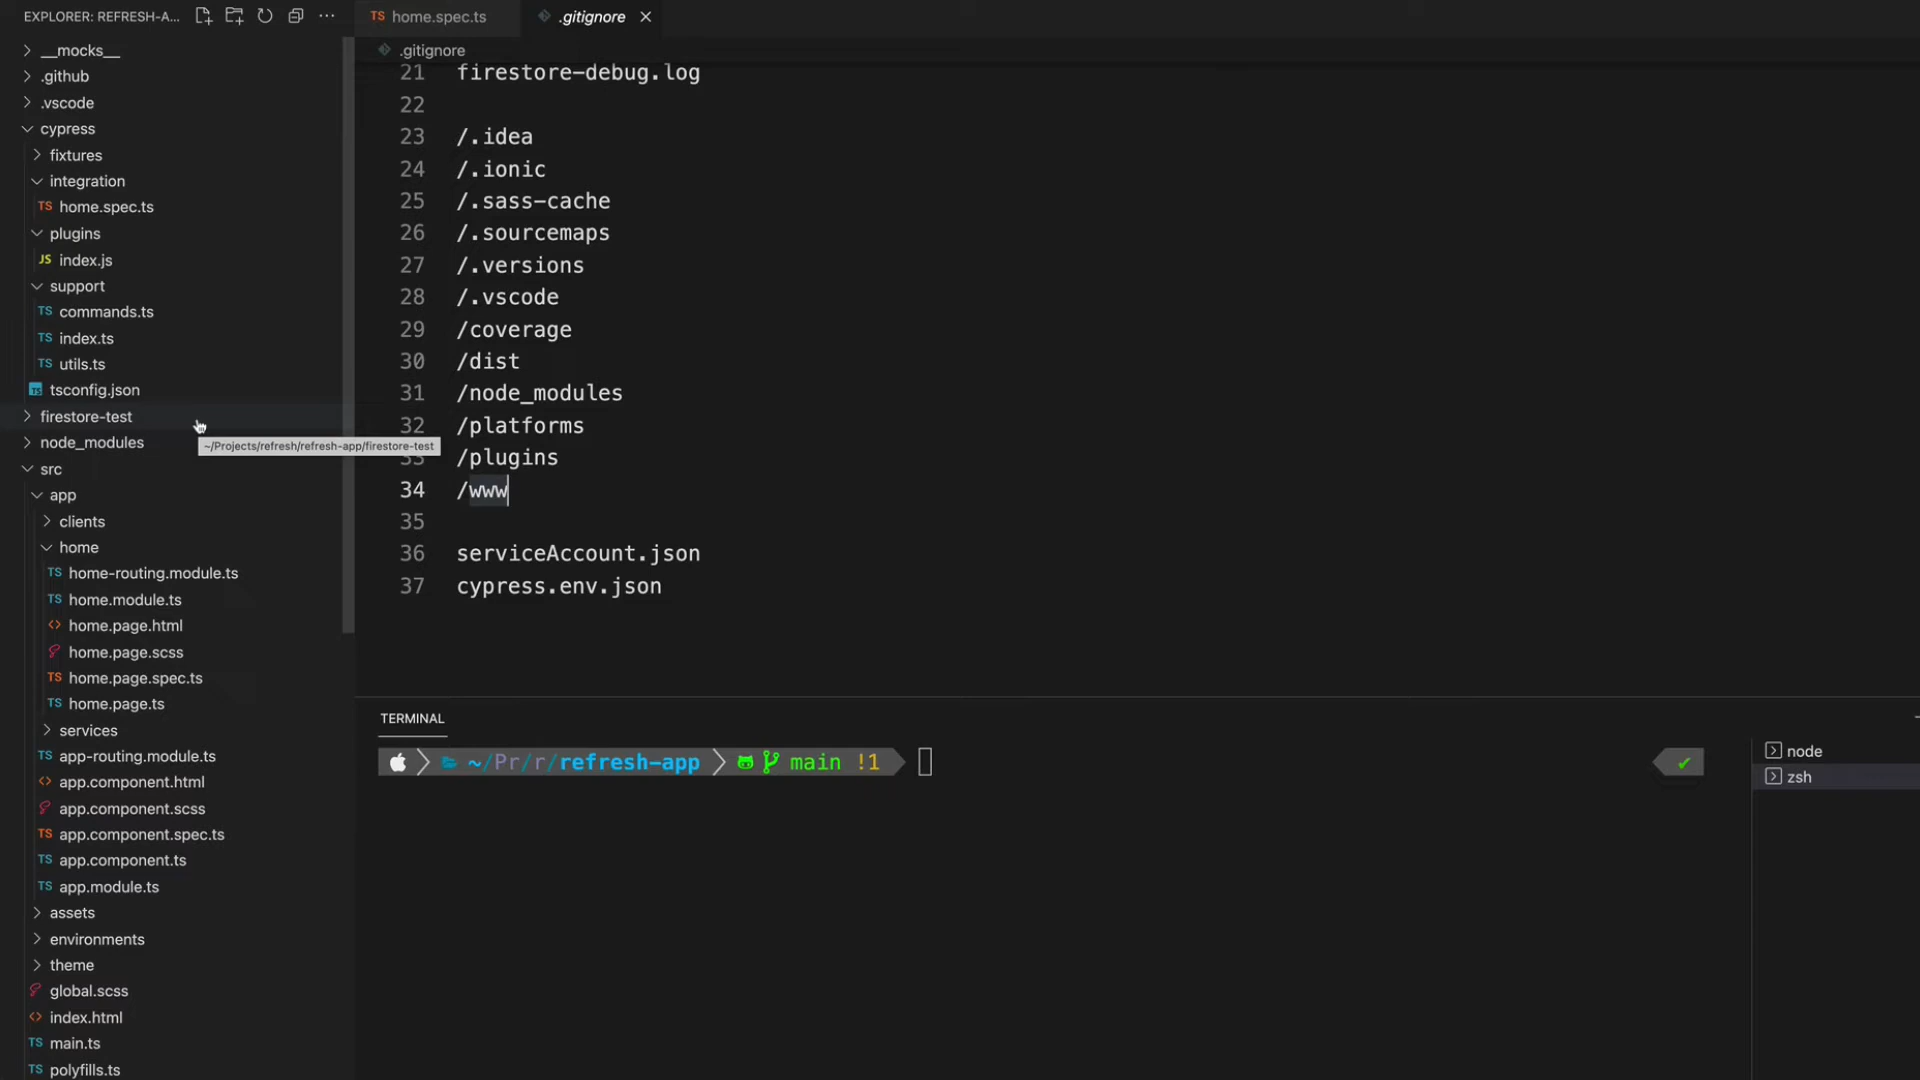 EXPLORER: REFRESH-A...
__mocks__
.github
.vscode
cypress
fixtures
integration
TS home.spec.ts
plugins
JS index.js
support
TS commands.ts
TS index.ts
TS utils.ts
TS tsconfig.json
firestore-test
node_modules
src
app
clients
home
TS home-routing.module.ts
TS home.module.ts
<> home.page.html
home.page.scss
TS home.page.spec.ts
TS home.page.ts
services
TS app-routing.module.ts
<> app.component.html
app.component.scss
TS app.component.spec.ts
TS app.component.ts
TS app.module.ts
assets
environments
theme
global.scss
<> index.html
TS main.ts
TS polyfills.ts
~/Projects/refresh/refresh-app/firestore-test
TS home.spec.ts
.gitignore
.gitignore
21 firestore-debug.log
22
23 /.idea
24 /.ionic
25 /.sass-cache
26 /.sourcemaps
27 /.versions
28 /.vscode
29 /coverage
30 /dist
31 /node_modules
32 /platforms
33 /plugins
34 /www
35
36 serviceAccount.json
37 cypress.env.json
TERMINAL
~/Pr/r/refresh-app main !1
node
zsh